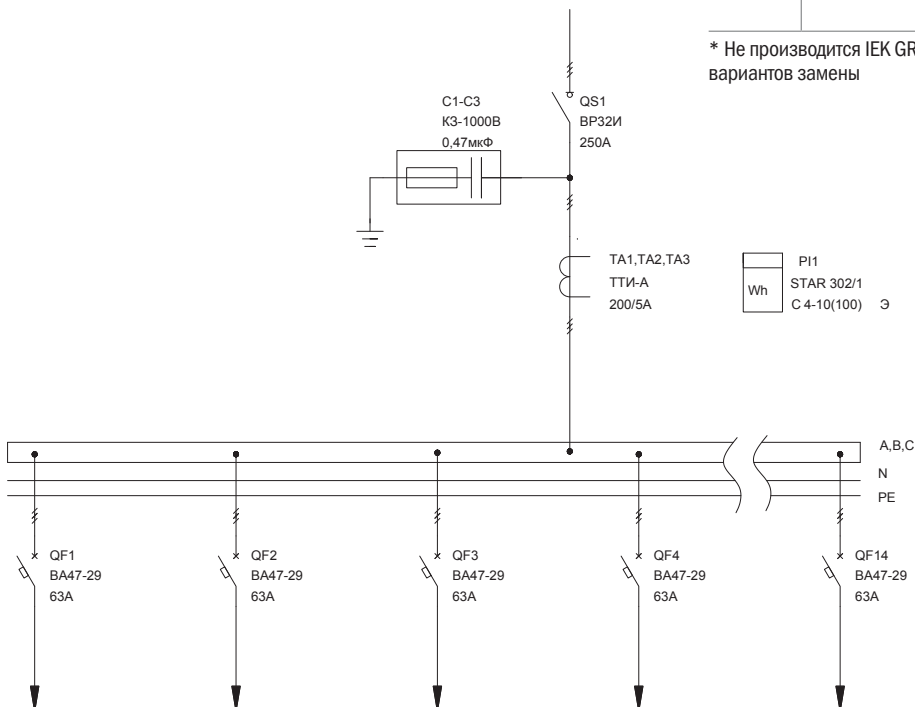 * Не производится IEK GR
вариантов замены
C1-C3
К3-1000В
0,47мкФ
QS1
ВР32И
250А
TA1,TA2,TA3
ТТИ-А
200/5А
PI1
Wh
STAR 302/1
C 4-10(100) Э
A,B,C
N
PE
QF1
ВА47-29
63А
QF2
ВА47-29
63А
QF3
ВА47-29
63А
QF4
ВА47-29
63А
QF14
ВА47-29
63А